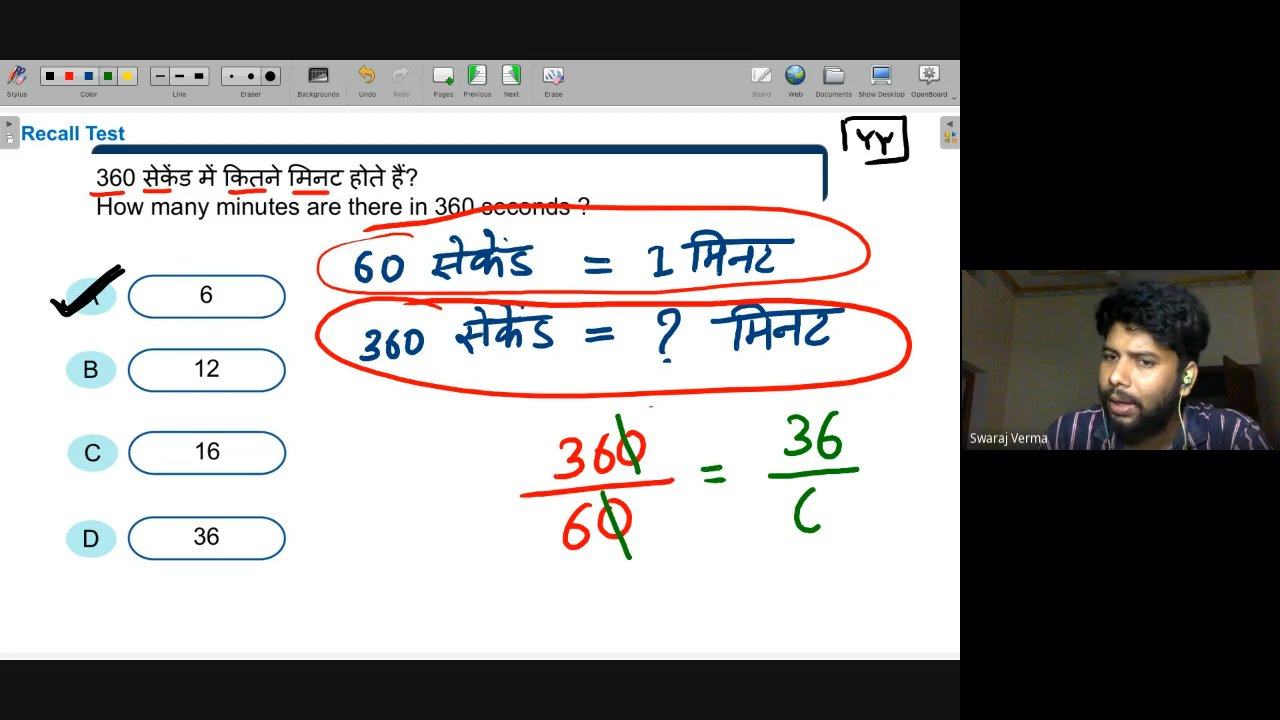 Stylus Color Line Eraser Backgrounds Undo Redo Pages Previous Next Erase Board Web Documents Show Desktop OpenBoard
Recall Test
YY
360 सेकेंड में कितने मिनट होते हैं?
How many minutes are there in 360 seconds ?
60 सेकेंड = 1 मिनट
A 6
360 सेकेंड = ? मिनट
B 12
360 = 36
60
C 16
D 36
Swaraj Verma